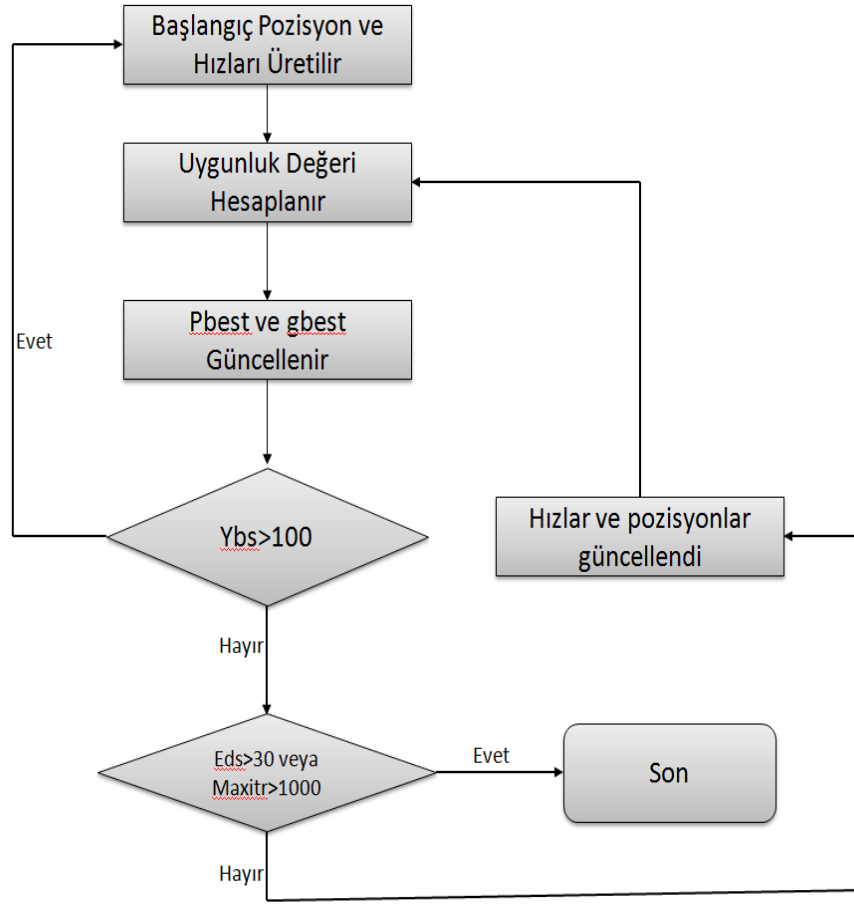 Başlangıç Pozisyon ve
Hızları Üretilir
Uygunluk Değeri
Hesaplanır
Pbest ve gbest
Güncellenir
Evet
Ybs>100
Hızlar ve pozisyonlar
güncellendi
Hayır
Eds>30 veya
Maxitr>1000
Evet
Son
Hayır